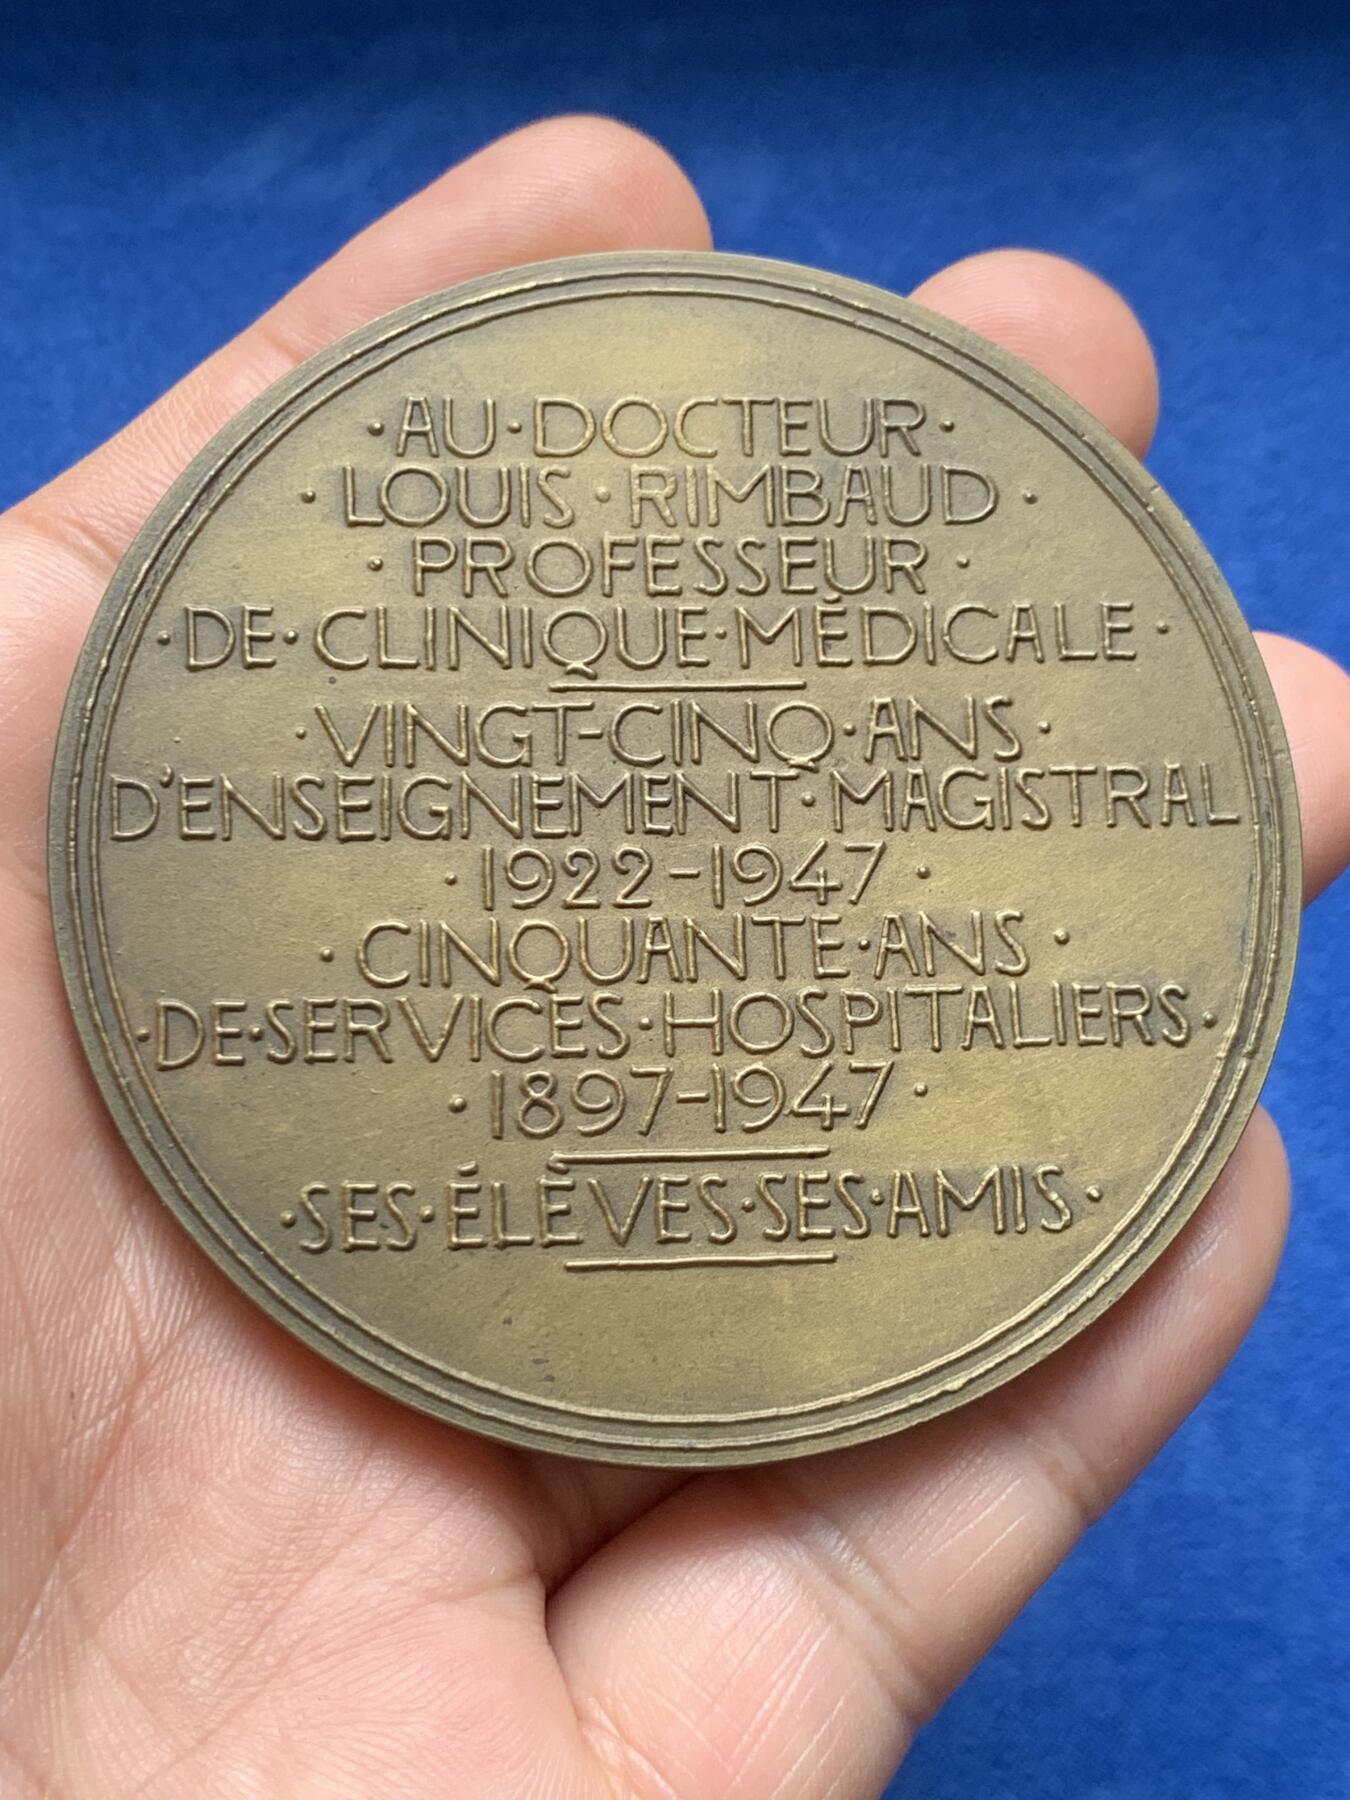 ·AU·DOCTEUR·
·LOUIS·RIMBAUD·
·PROFESSEUR·
·DE·CLINIQUE·MÉDICALE·
·VINGT-CINQ·ANS·
D'ENSEIGNEMENT·MAGISTRAL
·1922-1947·
·CINQUANTE·ANS·
·DE·SERVICES·HOSPITALIERS·
·1897-1947·
·SES·ÉLÈVES·SES·AMIS·